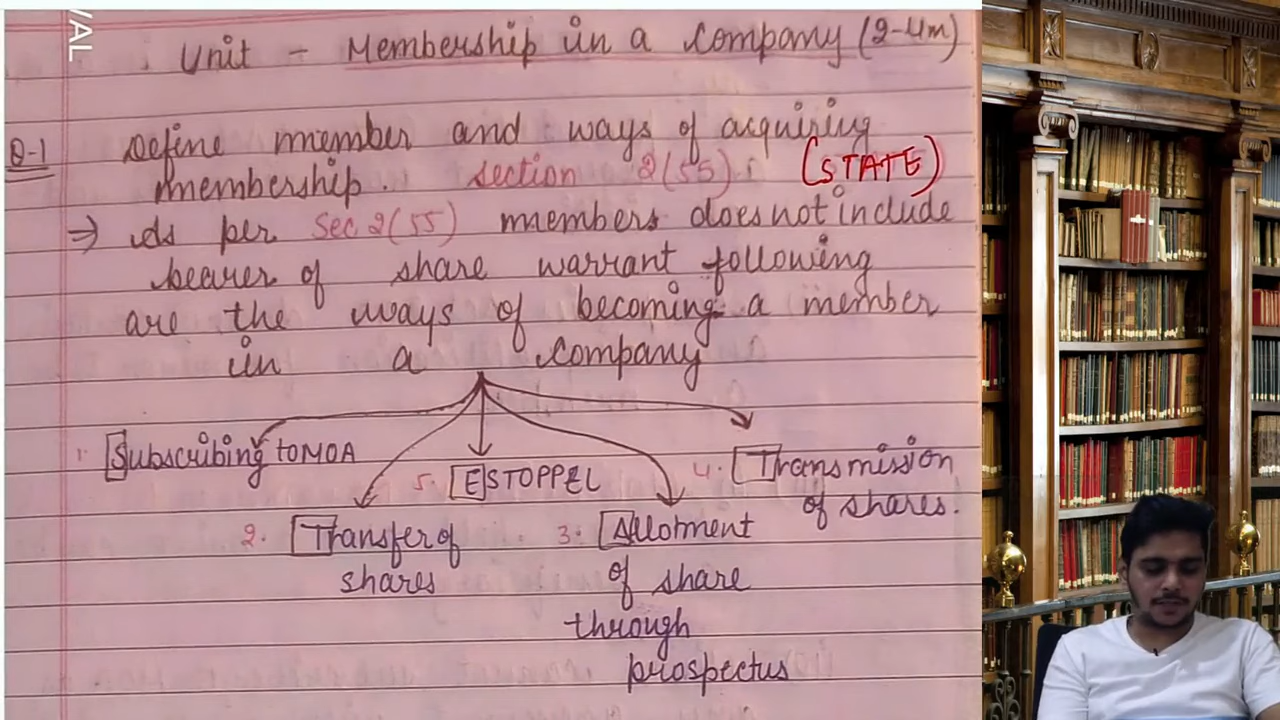 VAL
Unit - Membership in a company (2-4m)
Q-1 Define member and ways of acquiring
membership. section 2(55). (STATE)
⇒ As per Sec 2(55) members does not include
bearer of share warrant following
are the ways of becoming a member
in a company
1. Subscribing to MOA
5. ESTOPPEL
4. Transmission
of shares.
2. Transfer of
shares
3. Allotment
of share
through
prospectus